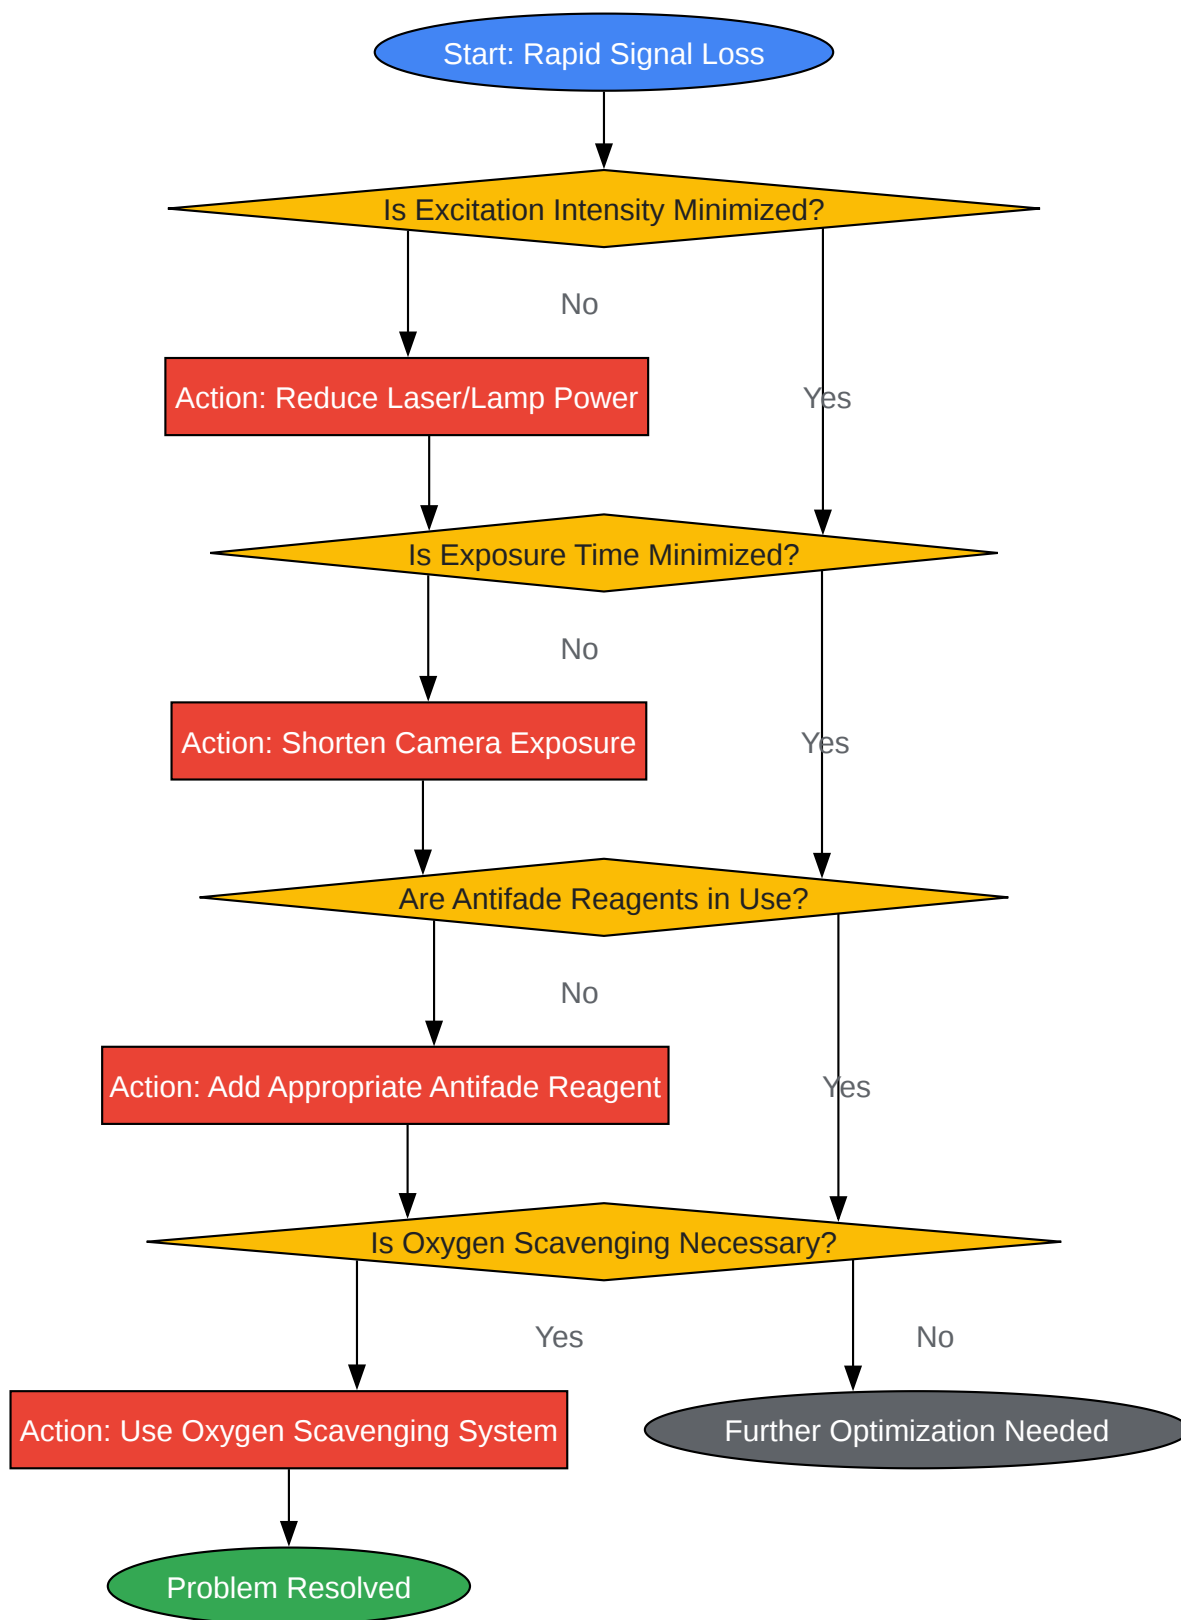 Start: Rapid Signal Loss
Is Excitation Intensity Minimized?
No
Action: Reduce Laser/Lamp Power
Yes
Is Exposure Time Minimized?
No
Action: Shorten Camera Exposure
Yes
Are Antifade Reagents in Use?
No
Action: Add Appropriate Antifade Reagent
Yes
Is Oxygen Scavenging Necessary?
Yes
No
Action: Use Oxygen Scavenging System
Further Optimization Needed
Problem Resolved